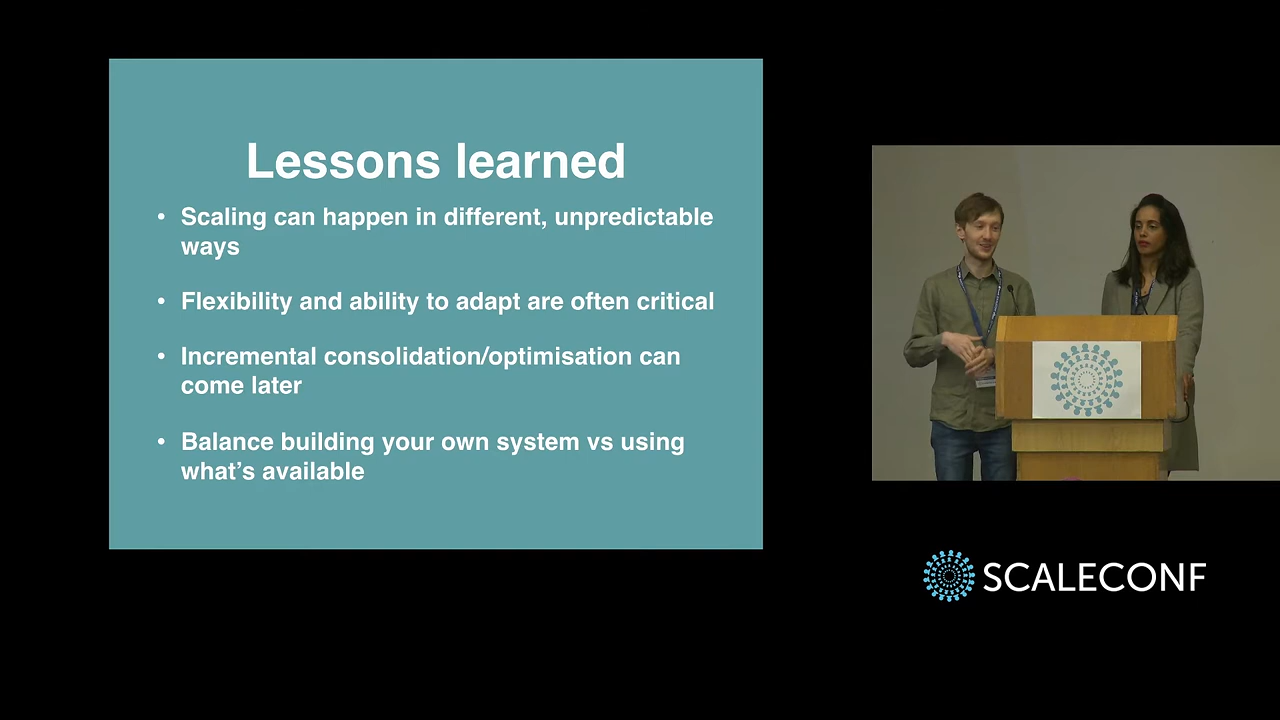 Lessons learned
• Scaling can happen in different, unpredictable
ways
• Flexibility and ability to adapt are often critical
• Incremental consolidation/optimisation can
come later
• Balance building your own system vs using
what’s available
SCALECONF